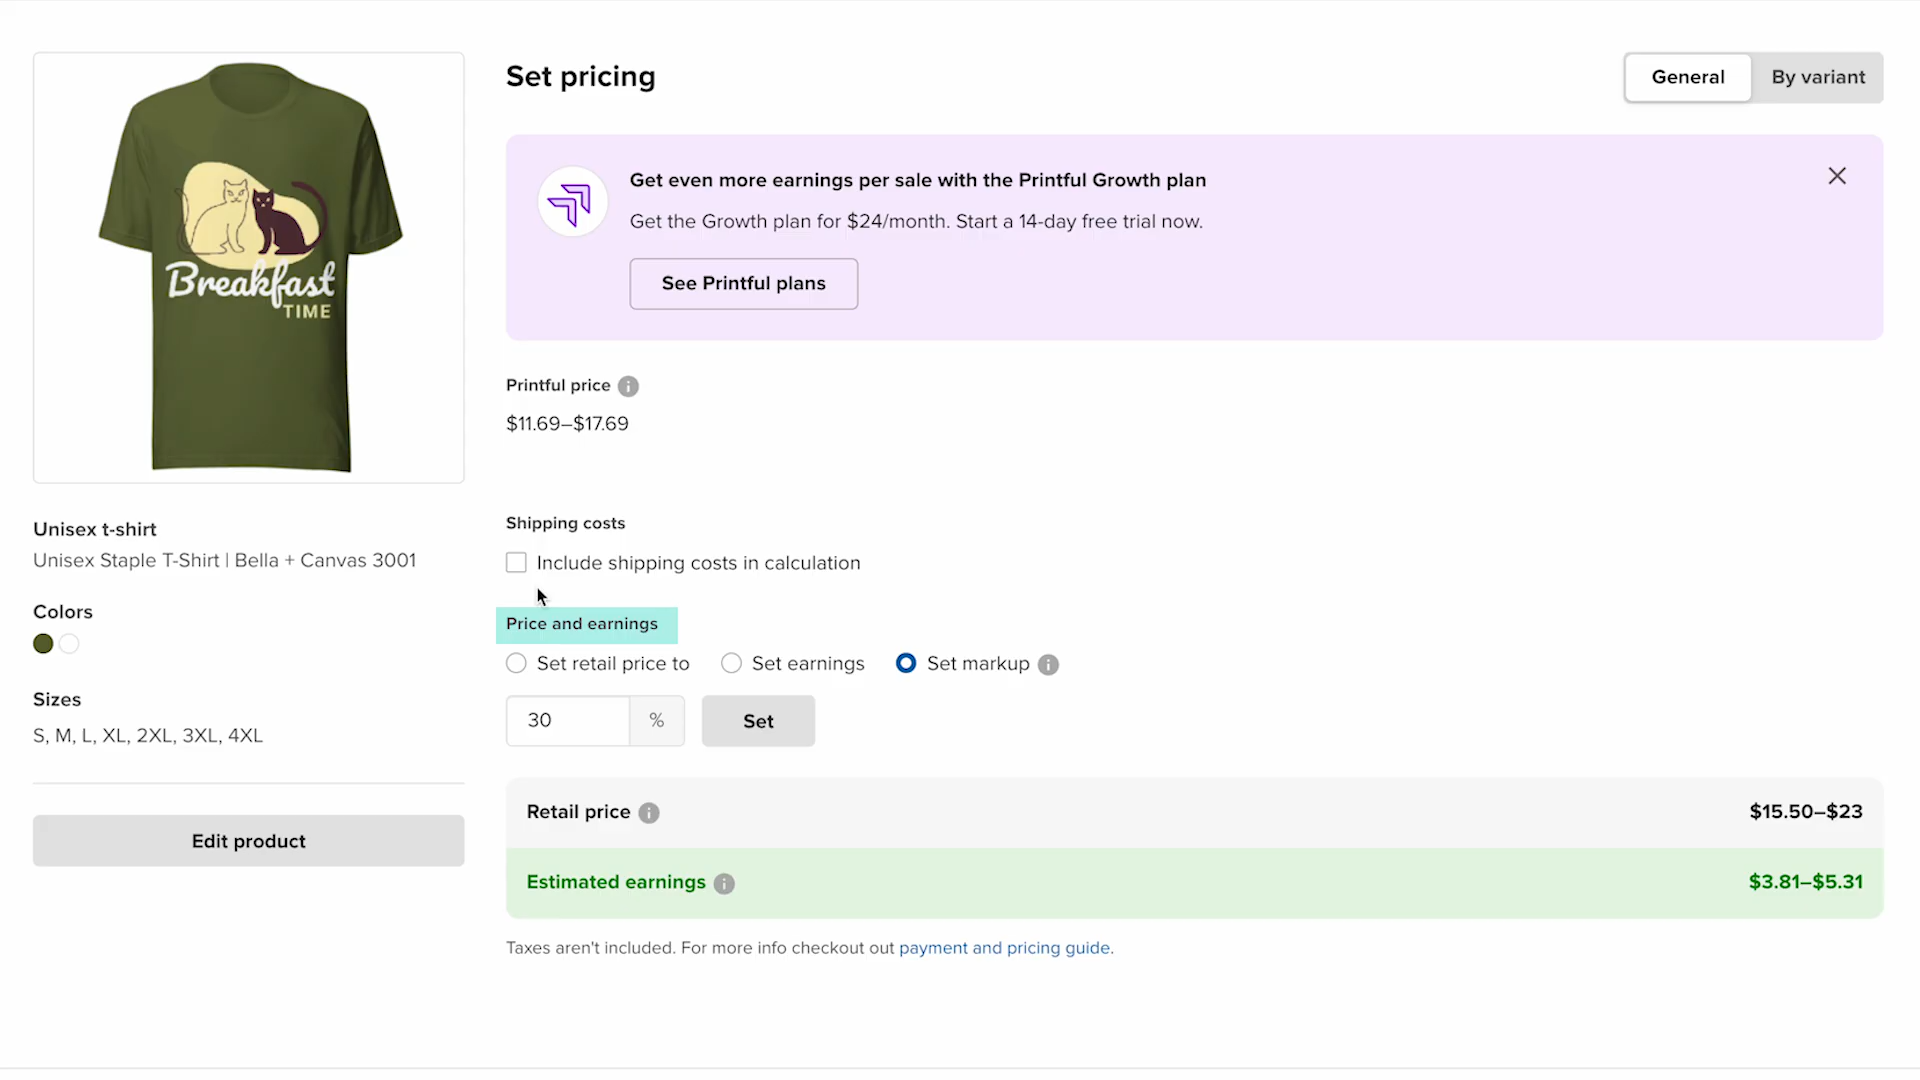 Set pricing
General
By variant
Get even more earnings per sale with the Printful Growth plan
Get the Growth plan for $24/month. Start a 14-day free trial now.
See Printful plans
Breakfast
TIME
Printful price
$11.69–$17.69
Unisex t-shirt
Unisex Staple T-Shirt | Bella + Canvas 3001
Colors
Sizes
S, M, L, XL, 2XL, 3XL, 4XL
Edit product
Shipping costs
Include shipping costs in calculation
Price and earnings
Set retail price to
Set earnings
Set markup
30
%
Set
Retail price
$15.50–$23
Estimated earnings
$3.81–$5.31
Taxes aren't included. For more info checkout out payment and pricing guide.